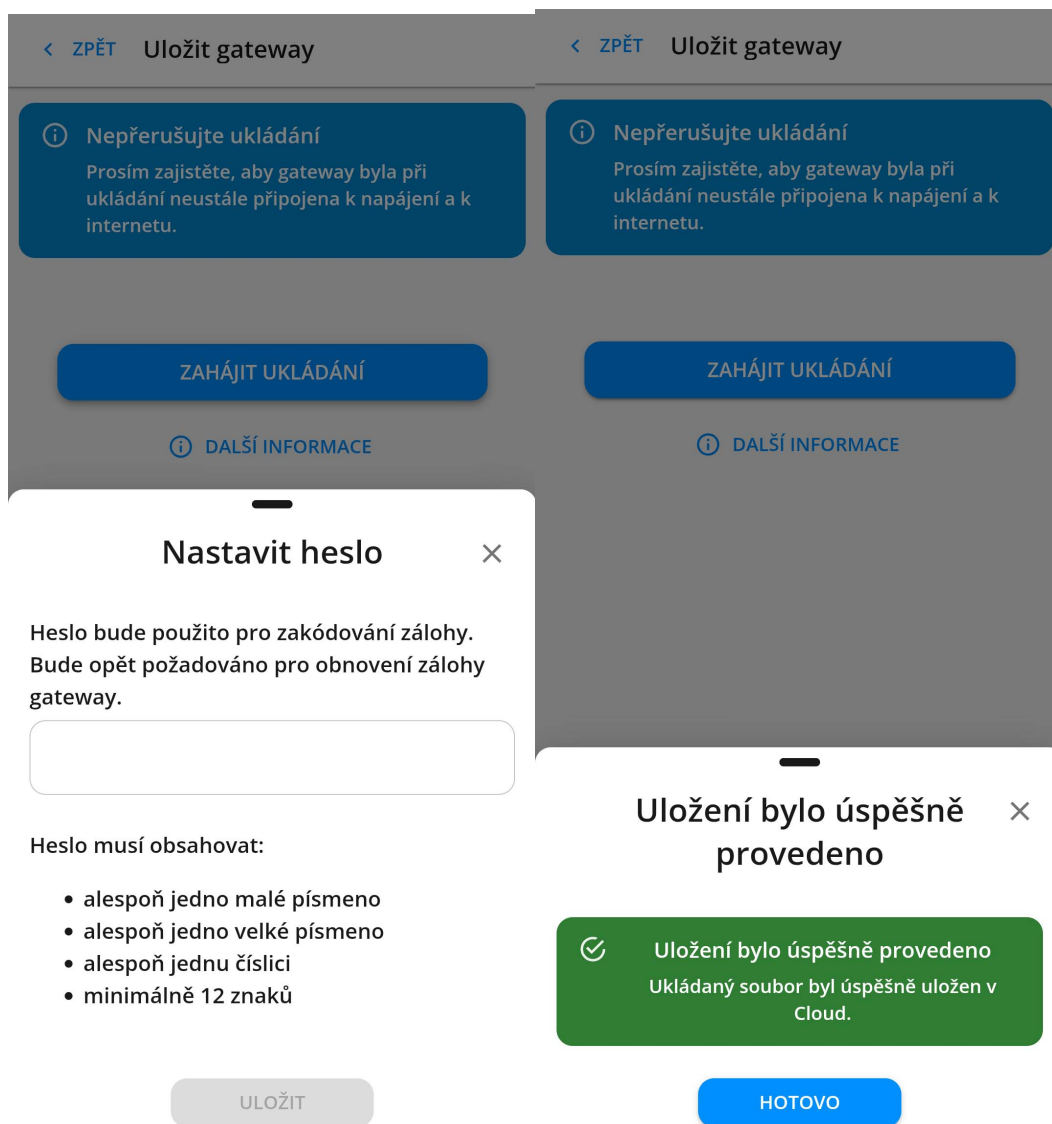 ZPĚT Uložit gateway
Nepřerušujte ukládání
Prosím zajistěte, aby gateway byla při
ukládání neustále připojena k napájení a k
internetu.
ZAHÁJIT UKLÁDÁNÍ
DALŠÍ INFORMACE
Nastavit heslo
Heslo bude použito pro zakódování zálohy.
Bude opět požadováno pro obnovení zálohy
gateway.
Heslo musí obsahovat:
alespoň jedno malé písmeno
alespoň jedno velké písmeno
alespoň jednu číslici
minimálně 12 znaků
ULOŽIT
ZPĚT Uložit gateway
Nepřerušujte ukládání
Prosím zajistěte, aby gateway byla při
ukládání neustále připojena k napájení a k
internetu.
ZAHÁJIT UKLÁDÁNÍ
DALŠÍ INFORMACE
Uložení bylo úspěšně
provedeno
Uložení bylo úspěšně provedeno
Ukládaný soubor byl úspěšně uložen v
Cloud.
HOTOVO